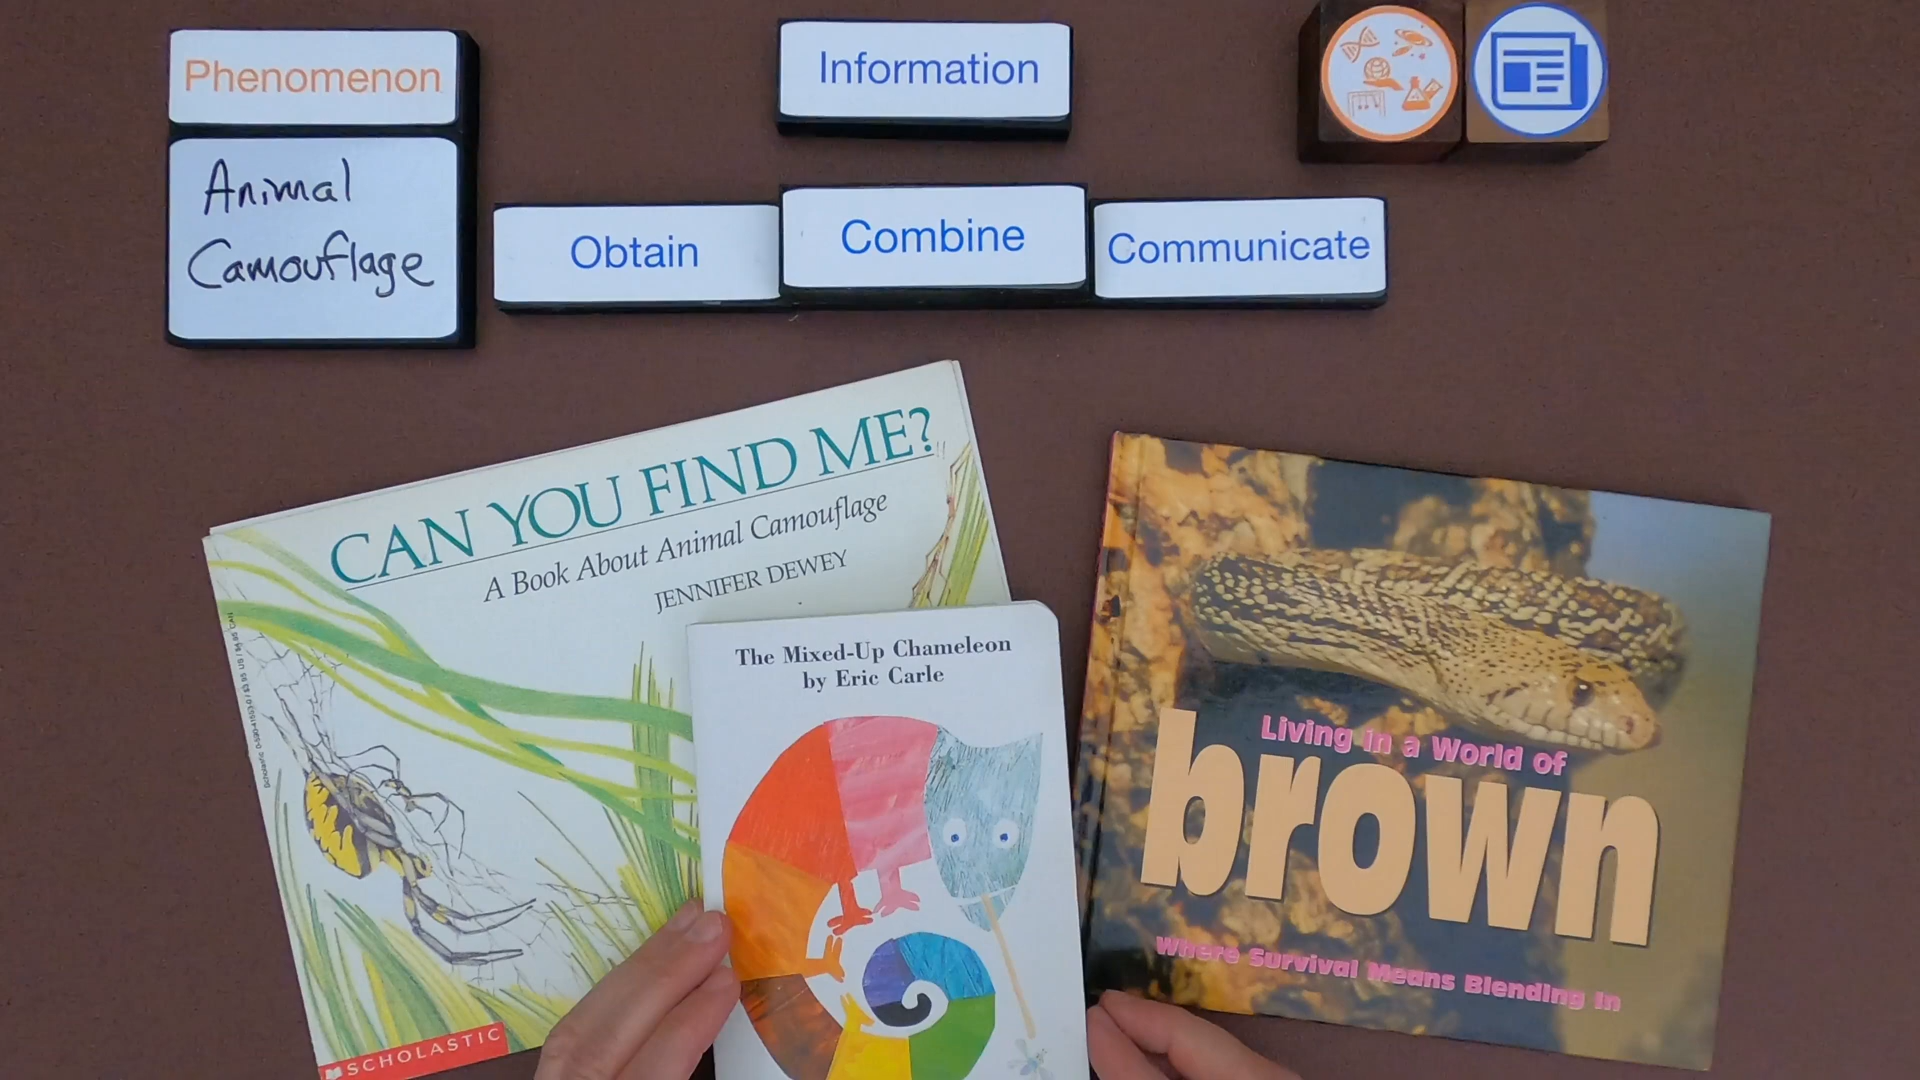 Phenomenon
Animal
Camouflage
Information
Obtain
Combine
Communicate
CAN YOU FIND ME?
A Book About Animal Camouflage
JENNIFER DEWEY
SCHOLASTIC
The Mixed-Up Chameleon
by Eric Carle
Living in a World of
brown
Where Survival Means Blending In